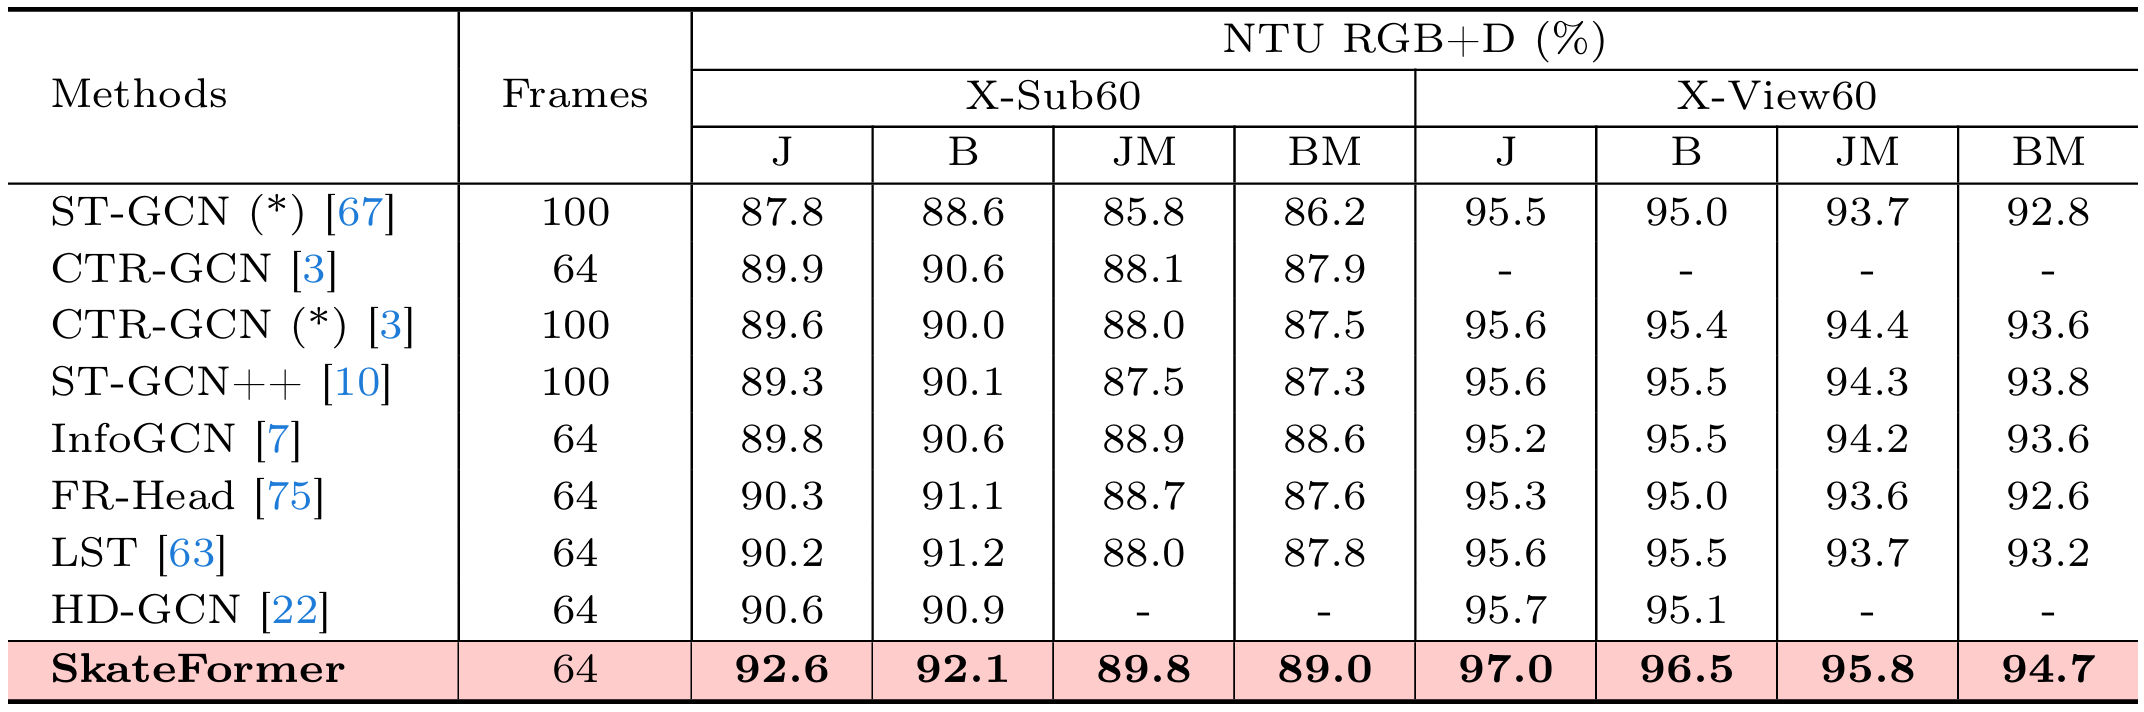 NTU RGB+D (%)
Methods Frames X-Sub60 X-View60
J B JM BM J B JM BM
ST-GCN (*) [67] 100 87.8 88.6 85.8 86.2 95.5 95.0 93.7 92.8
CTR-GCN [3] 64 89.9 90.6 88.1 87.9 - - - -
CTR-GCN (*) [3] 100 89.6 90.0 88.0 87.5 95.6 95.4 94.4 93.6
ST-GCN++ [10] 100 89.3 90.1 87.5 87.3 95.6 95.5 94.3 93.8
InfoGCN [7] 64 89.8 90.6 88.9 88.6 95.2 95.5 94.2 93.6
FR-Head [75] 64 90.3 91.1 88.7 87.6 95.3 95.0 93.6 92.6
LST [63] 64 90.2 91.2 88.0 87.8 95.6 95.5 93.7 93.2
HD-GCN [22] 64 90.6 90.9 - - 95.7 95.1 - -
SkateFormer 64 92.6 92.1 89.8 89.0 97.0 96.5 95.8 94.7